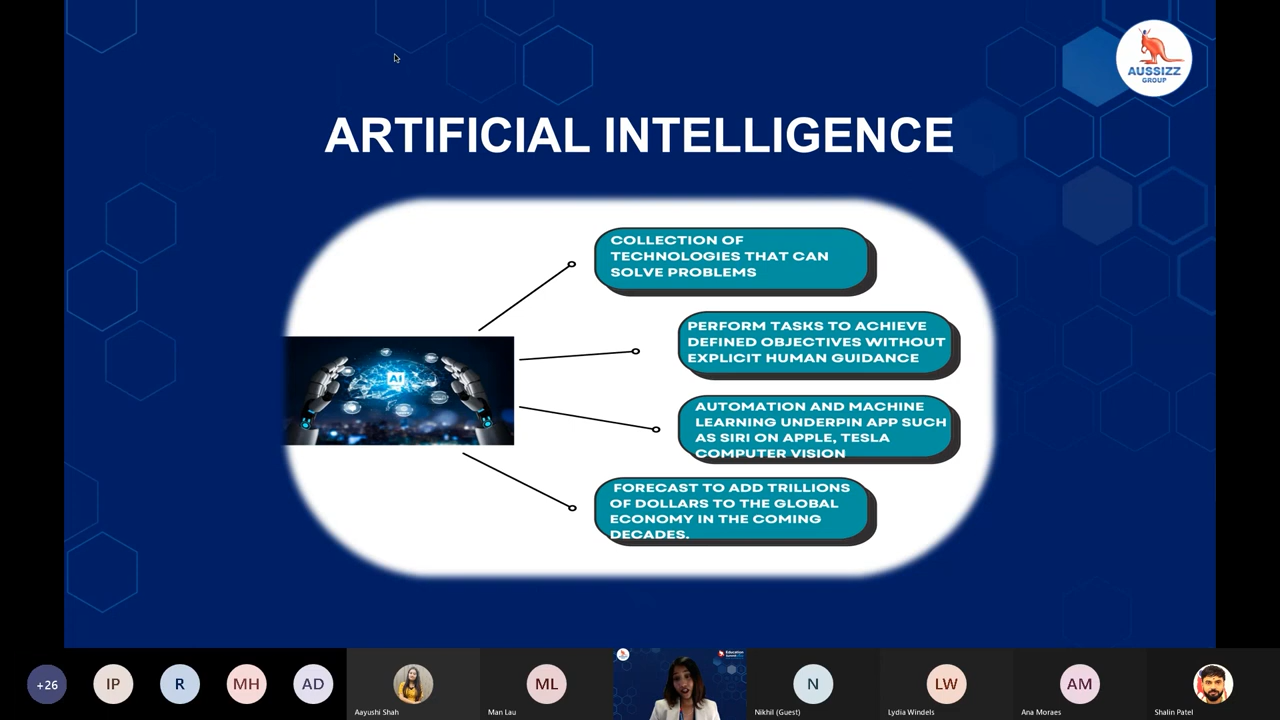 AUSSIZZ
GROUP
ARTIFICIAL INTELLIGENCE
COLLECTION OF
TECHNOLOGIES THAT CAN
SOLVE PROBLEMS
PERFORM TASKS TO ACHIEVE
DEFINED OBJECTIVES WITHOUT
EXPLICIT HUMAN GUIDANCE
AI
AUTOMATION AND MACHINE
LEARNING UNDERPIN APP SUCH
AS SIRI ON APPLE, TESLA
COMPUTER VISION
FORECAST TO ADD TRILLIONS
OF DOLLARS TO THE GLOBAL
ECONOMY IN THE COMING
DECADES.
+26
IP
R
MH
AD
Aayushi Shah
ML
Man Lau
Education
N
Nikhil (Guest)
LW
Lydia Windels
AM
Ana Moraes
Shalin Patel